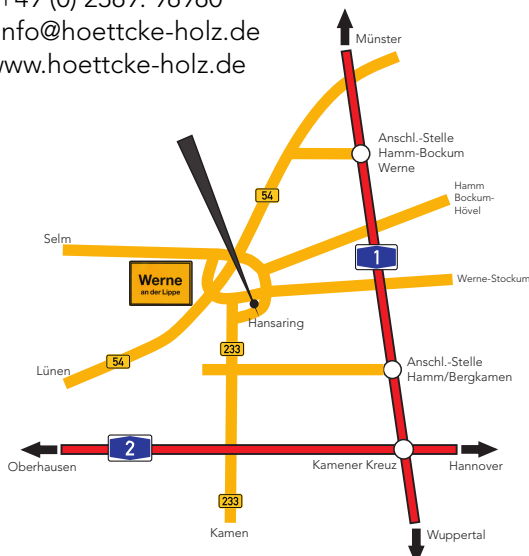 +49 (0) 2389. 98980
info@hoettcke-holz.de
www.hoettcke-holz.de
Münster
Anschl.-Stelle
Hamm-Bockum
Werne
Hamm
Bockum-
Hövel
54
Selm
1
Werne
an der Lippe
Werne-Stockum
Hansaring
233
54
Anschl.-Stelle
Hamm/Bergkamen
Lünen
2
Oberhausen
Kamener Kreuz
Hannover
233
Kamen
Wuppertal